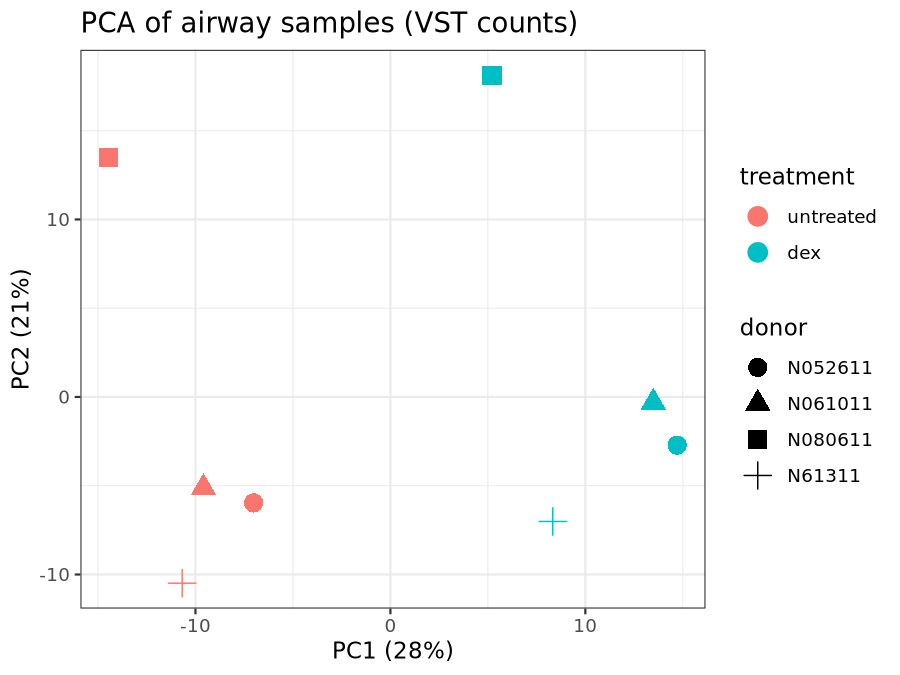 PCA of airway samples (VST counts)
10
0
-10
PC2 (21%)
-10
0
10
PC1 (28%)
treatment
untreated
dex
donor
N052611
N061011
N080611
N61311